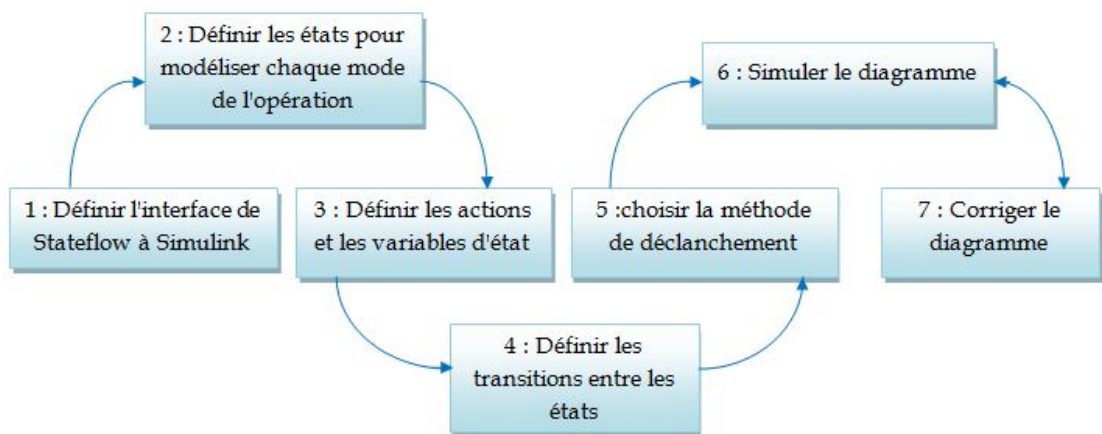 1 : Définir l'interface de
Stateflow à Simulink
2 : Définir les états pour
modéliser chaque mode
de l'opération
3 : Définir les actions
et les variables d'état
4 : Définir les
transitions entre les
états
5 :choisir la méthode
de déclanchement
6 : Simuler le diagramme
7 : Corriger le
diagramme